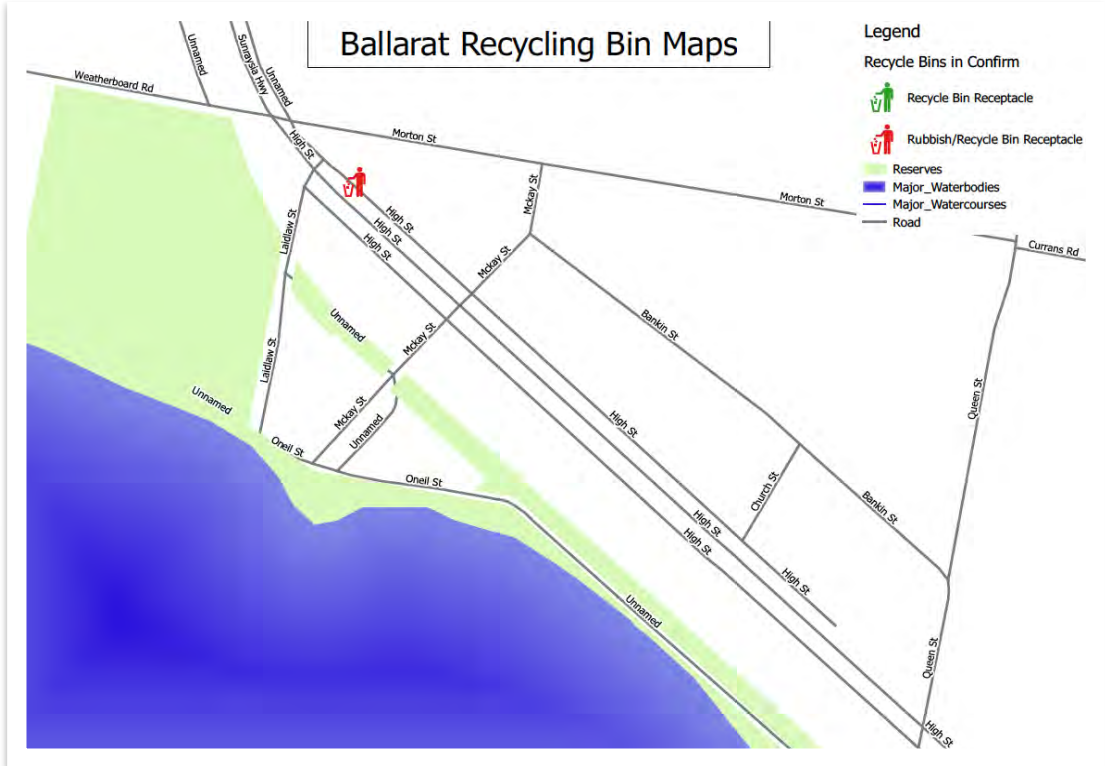 Ballarat Recycling Bin Maps
Legend
Recycle Bins in Confirm
Recycle Bin Receptacle
Rubbish/Recycle Bin Receptacle
Reserves
Major_Waterbodies
Major_Watercourses
Road
Unnamed
Sunraysia Hwy
Unnamed
Weatherboard Rd
High St
Morton St
Mckay St
Morton St
Currans Rd
Laidlaw St
High St
High St
High St
Mckay St
Unnamed
Bankin St
Mckay St
Laidlaw St
Unnamed
Mckay St
Unnamed
High St
Queen St
Oneil St
Oneil St
Church St
Bankin St
High St
High St
High St
Unnamed
Queen St
High St